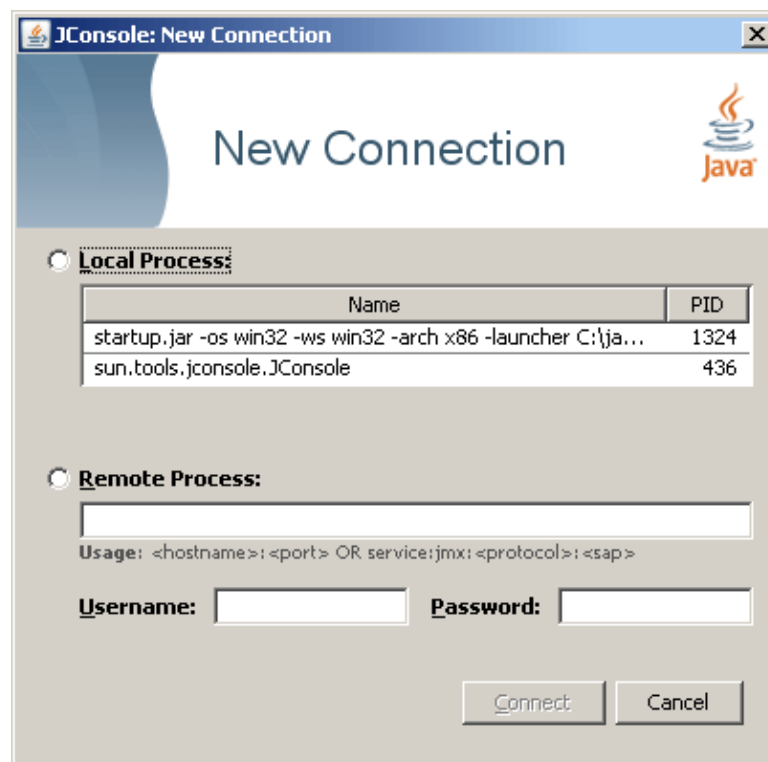 JConsole: New Connection
New Connection
Java
Local Process:
Name PID
startup.jar -os win32 -ws win32 -arch x86 -launcher C:\ja... 1324
sun.tools.jconsole.JConsole 436
Remote Process:
Usage: <hostname>:<port> OR service:jmx:<protocol>:<sap>
Username: Password:
Connect Cancel